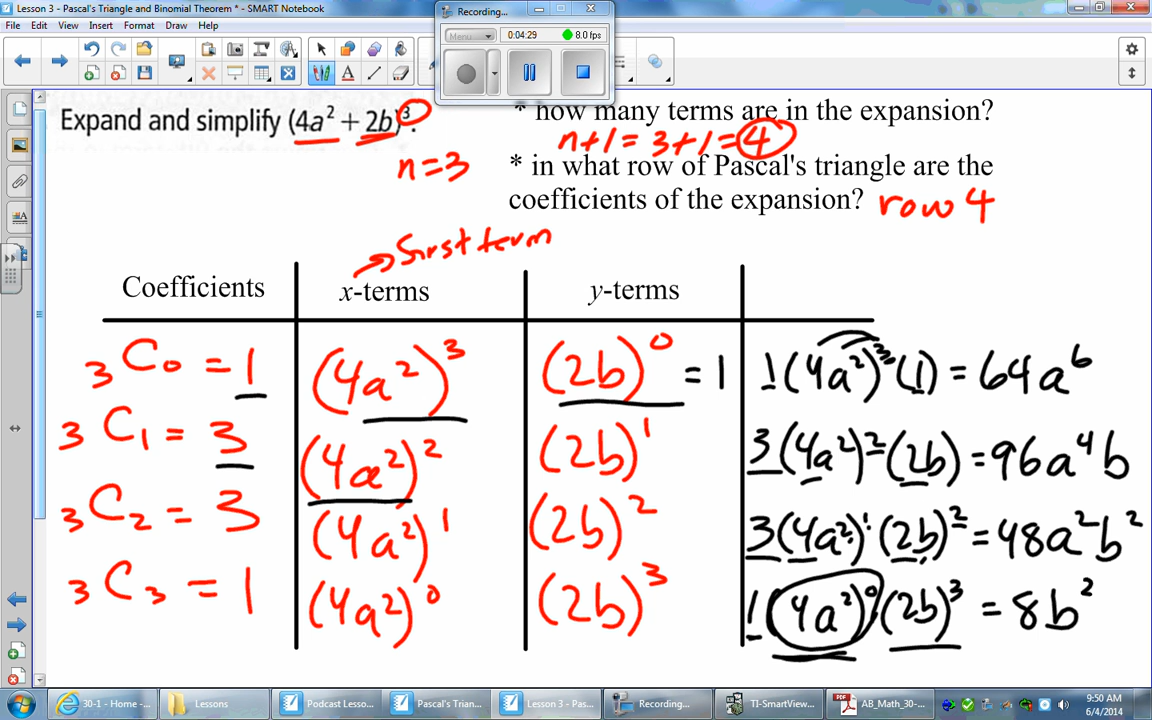 Lesson 3 - Pascal's Triangle and Binomial Theorem * - SMART Notebook
File Edit View Insert Format Draw
Recording...
Menu
0:04:29
8.0 fps
Expand and simplify (4a² + 2b)³.
n=3
* how many terms are in the expansion?
n+1 = 3+1 = 4
* in what row of Pascal's triangle are the
coefficients of the expansion? row 4
→ first term
Coefficients x-terms y-terms
₃C₀ = 1 (4a²)³ (2b)⁰ = 1 1(4a²)³(1) = 64a⁶
₃C₁ = 3 (4a²)² (2b)¹ 3(4a²)²(2b) = 96a⁴b
₃C₂ = 3 (4a²)¹ (2b)² 3(4a²)¹(2b)² = 48a²b²
₃C₃ = 1 (4a²)⁰ (2b)³ 1(4a²)⁰(2b)³ = 8b²
30-1 - Home -... Lessons Podcast Lesso... Pascal's Trian... Lesson 3 - Pas... Recording... TI-SmartView... AB_Math_30-...
9:50 AM
6/4/2014